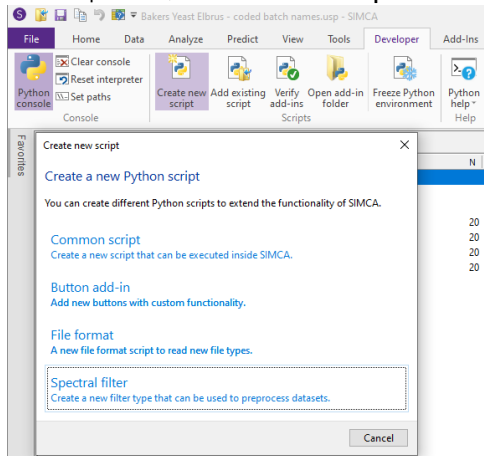 Bakers Yeast Elbrus - coded batch names.usp - SIMCA
File Home Data Analyze Predict View Tools Developer Add-Ins
Python console
Clear console
Reset interpreter
Set paths
Create new script
Add existing script
Verify add-ins
Open add-in folder
Freeze Python environment
Python help
Console
Scripts
Help
Favorites
N
20
20
20
20
Create new script
Create a new Python script
You can create different Python scripts to extend the functionality of SIMCA.
Common script
Create a new script that can be executed inside SIMCA.
Button add-in
Add new buttons with custom functionality.
File format
A new file format script to read new file types.
Spectral filter
Create a new filter type that can be used to preprocess datasets.
Cancel